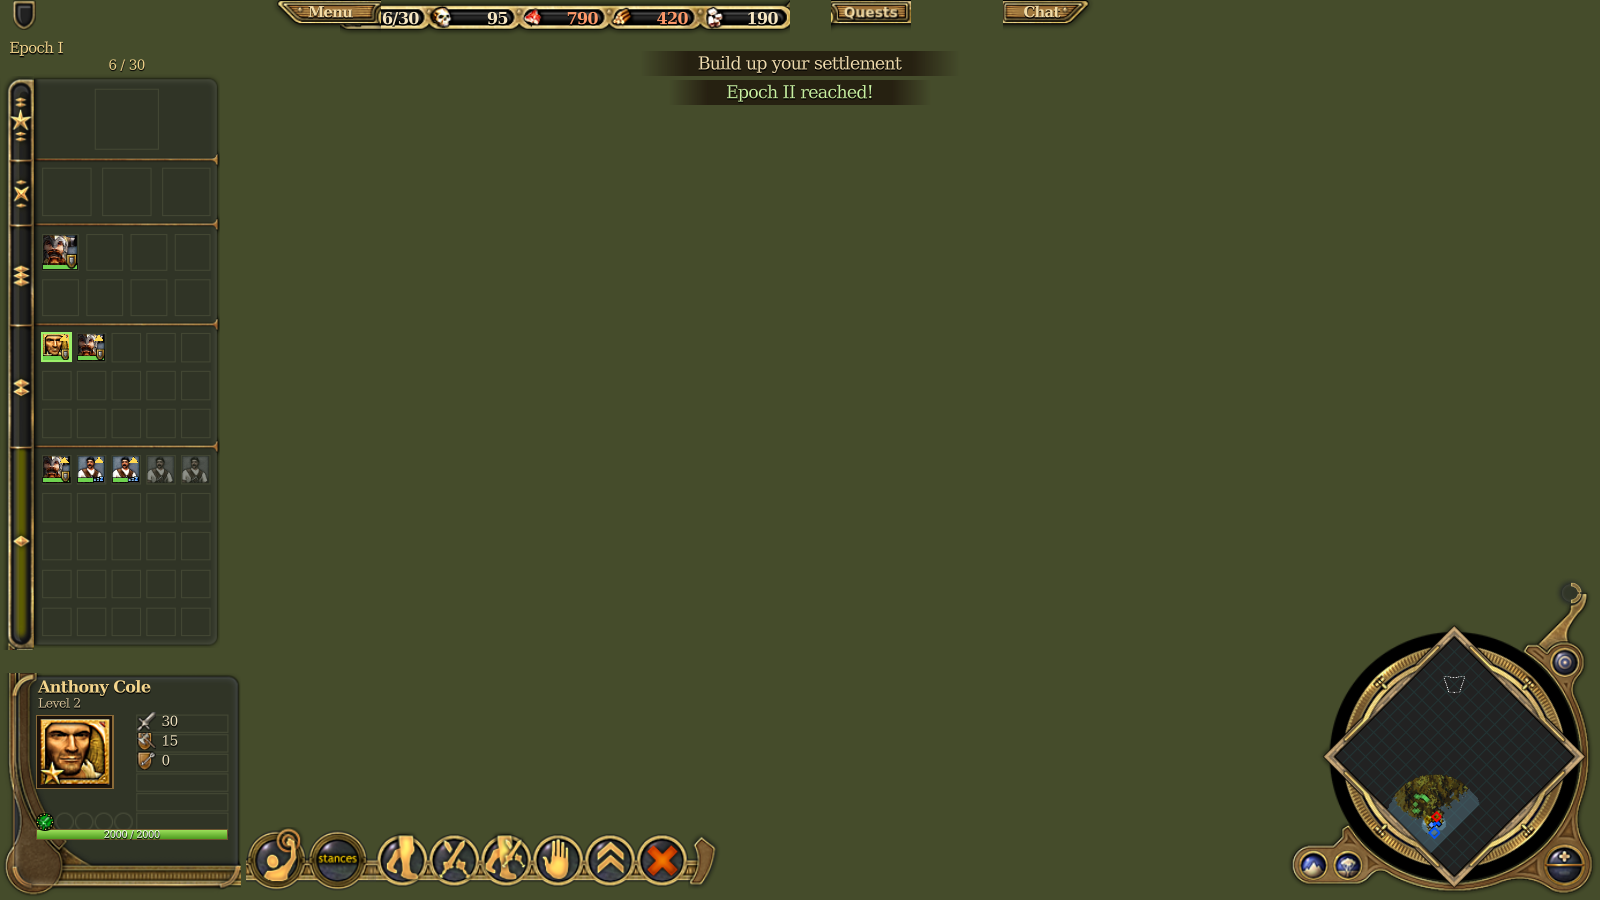 Menu
6/30
95
790
420
190
Quests
Chat
Epoch I
6 / 30
Build up your settlement
Epoch II reached!
Anthony Cole
Level 2
30
15
0
2000 / 2000
stances